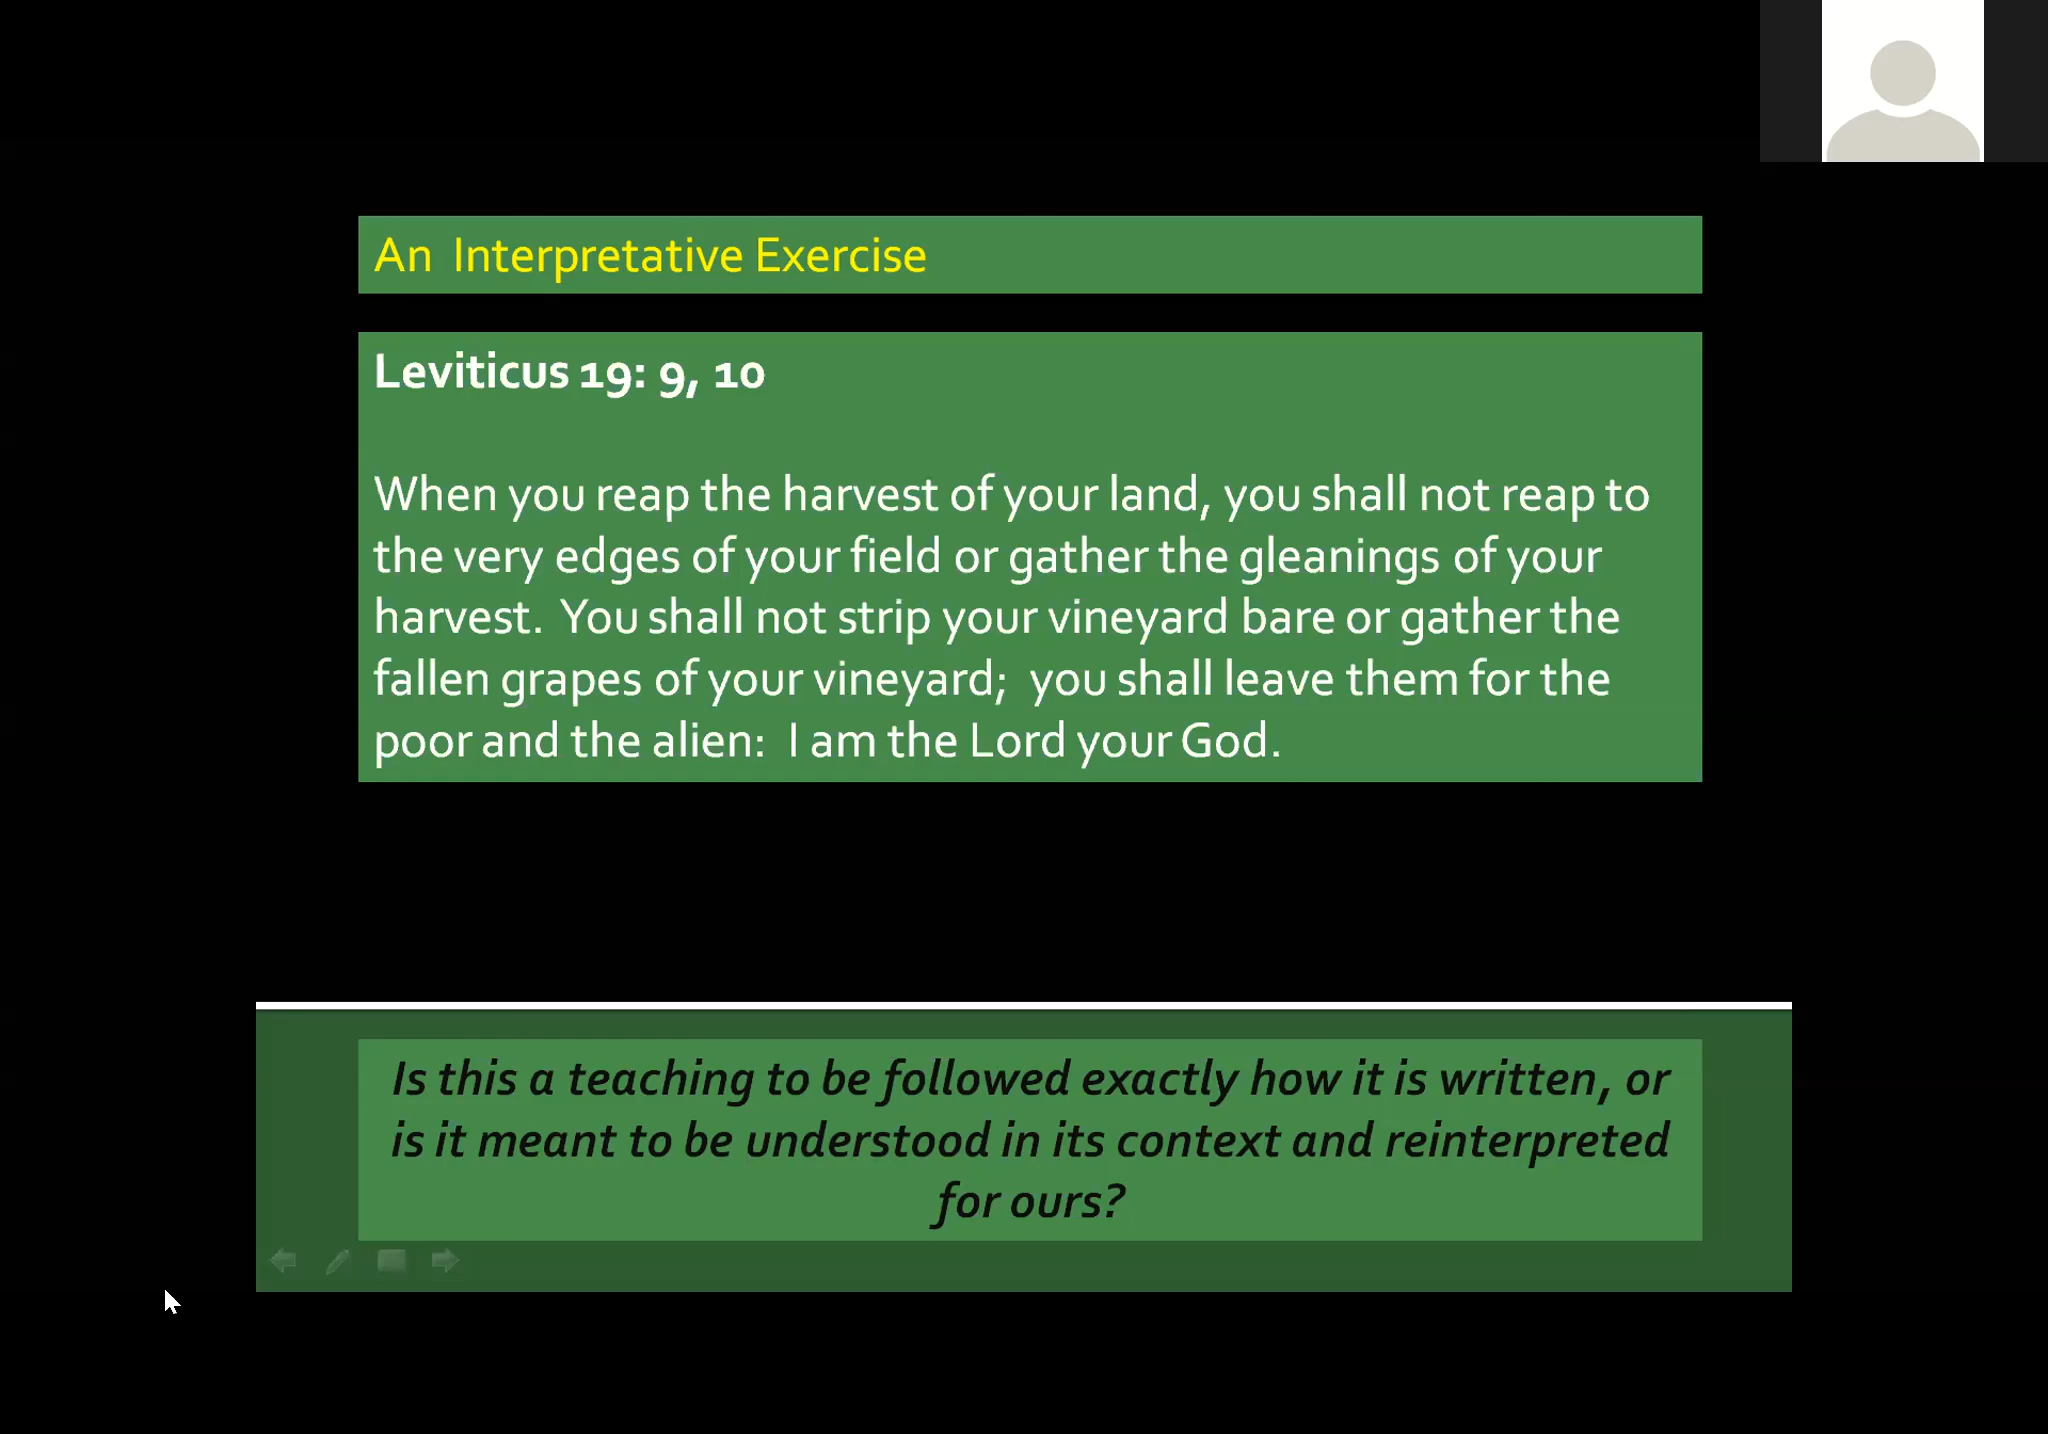 An  Interpretative Exercise
Leviticus 19: 9, 10
When you reap the harvest of your land, you shall not reap to
the very edges of your field or gather the gleanings of your
harvest.  You shall not strip your vineyard bare or gather the
fallen grapes of your vineyard;  you shall leave them for the
poor and the alien:  I am the Lord your God.
Is this a teaching to be followed exactly how it is written, or
is it meant to be understood in its context and reinterpreted
for ours?